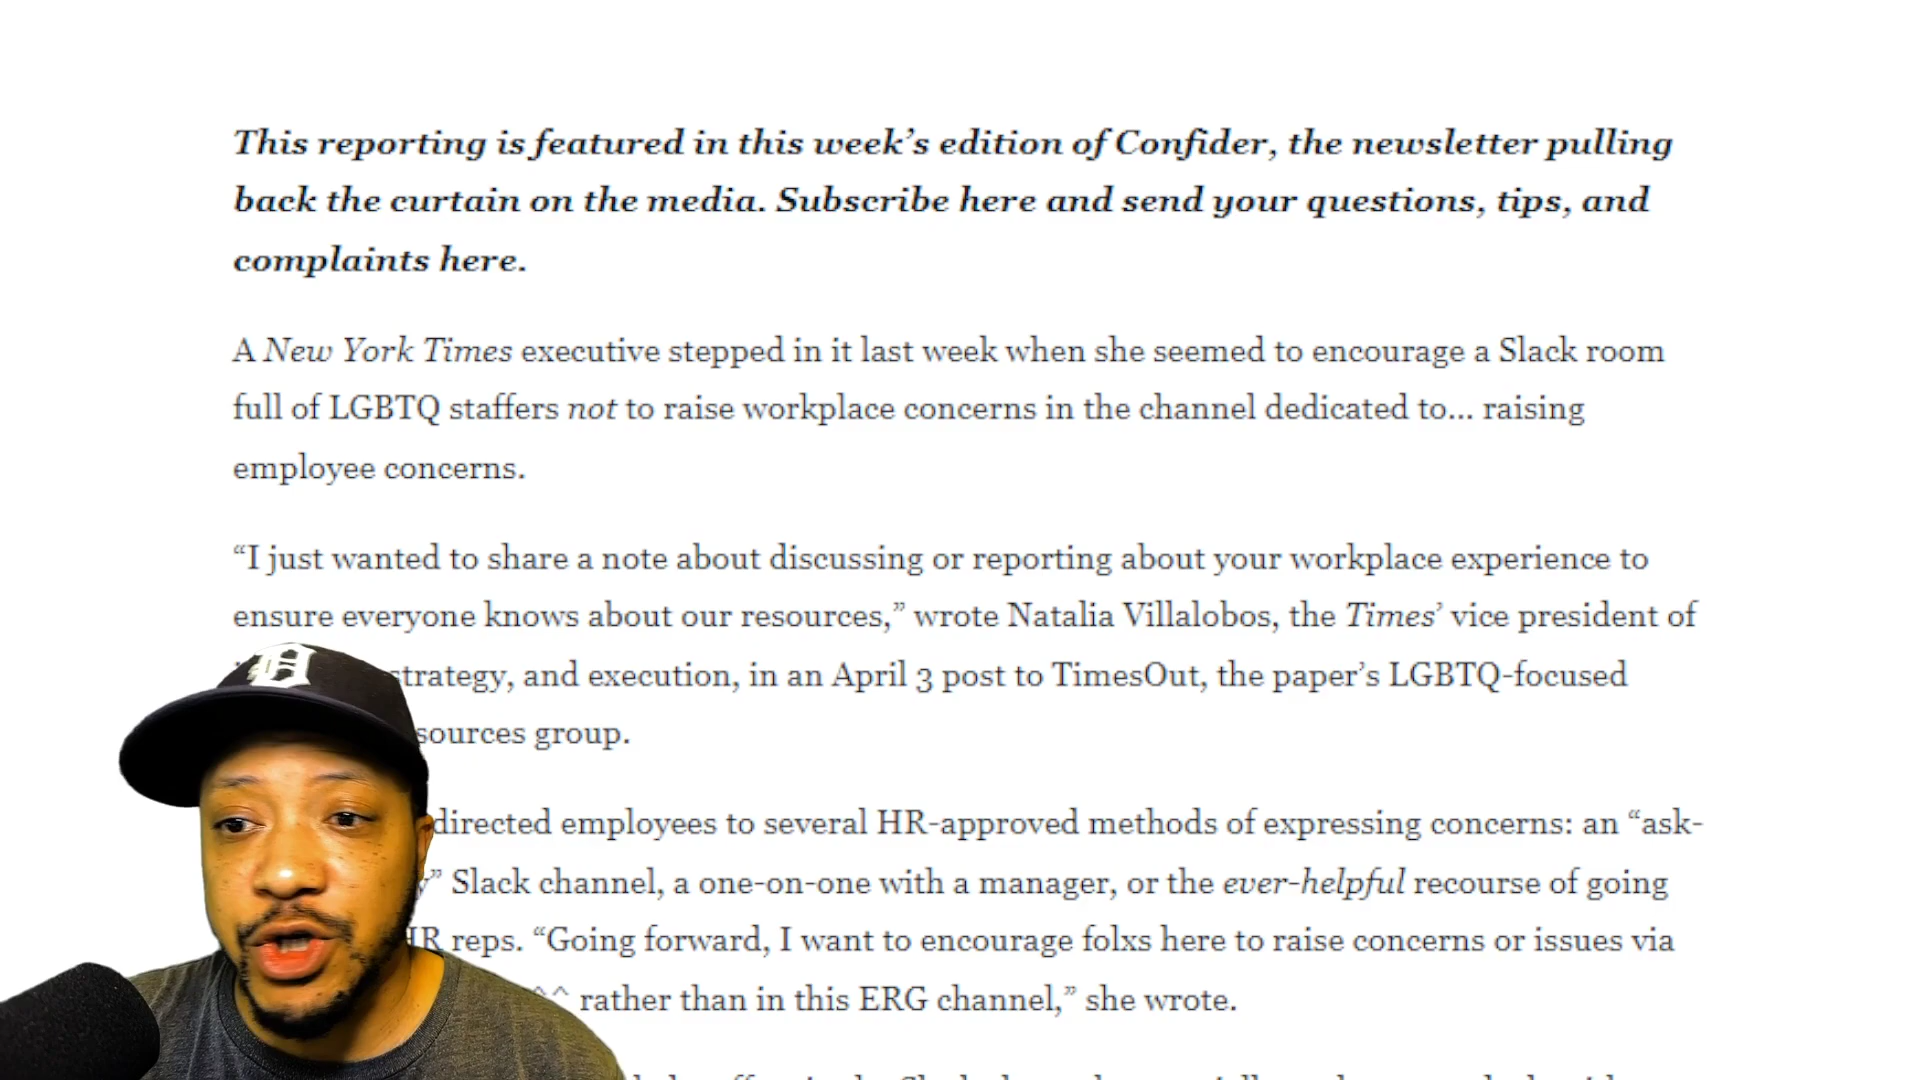 This reporting is featured in this week’s edition of Confider, the newsletter pulling
back the curtain on the media. Subscribe here and send your questions, tips, and
complaints here.
A New York Times executive stepped in it last week when she seemed to encourage a Slack room
full of LGBTQ staffers not to raise workplace concerns in the channel dedicated to... raising
employee concerns.
“I just wanted to share a note about discussing or reporting about your workplace experience to
ensure everyone knows about our resources,” wrote Natalia Villalobos, the Times’ vice president of
strategy, and execution, in an April 3 post to TimesOut, the paper’s LGBTQ-focused
sources group.
directed employees to several HR-approved methods of expressing concerns: an “ask-
Slack channel, a one-on-one with a manager, or the ever-helpful recourse of going
HR reps. “Going forward, I want to encourage folxs here to raise concerns or issues via
^^ rather than in this ERG channel,” she wrote.
D